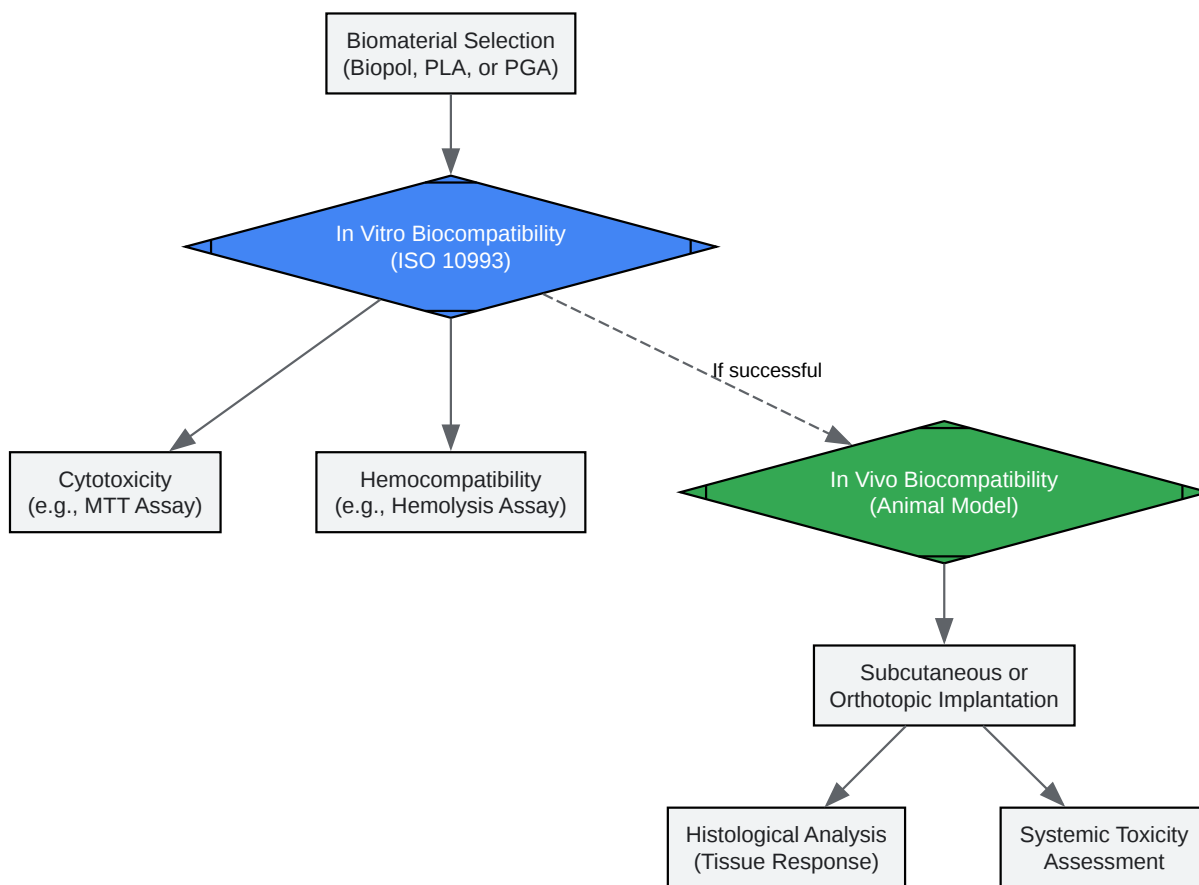 Biomaterial Selection
(Biopol, PLA, or PGA)
In Vitro Biocompatibility
(ISO 10993)
If successful
Cytotoxicity
(e.g., MTT Assay)
Hemocompatibility
(e.g., Hemolysis Assay)
In Vivo Biocompatibility
(Animal Model)
Subcutaneous or
Orthotopic Implantation
Histological Analysis
(Tissue Response)
Systemic Toxicity
Assessment